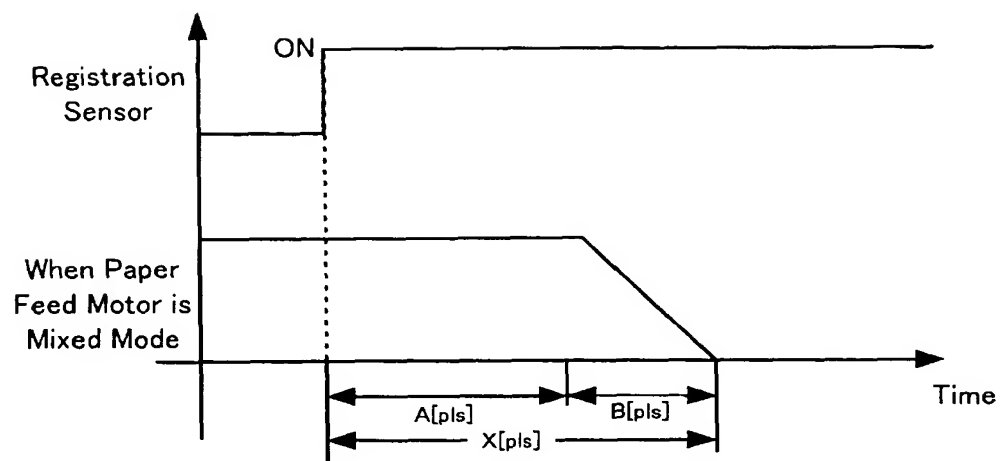 ON
Registration
Sensor
When Paper
Feed Motor is
Mixed Mode
Time
A[pls]
B[pls]
X[pls]